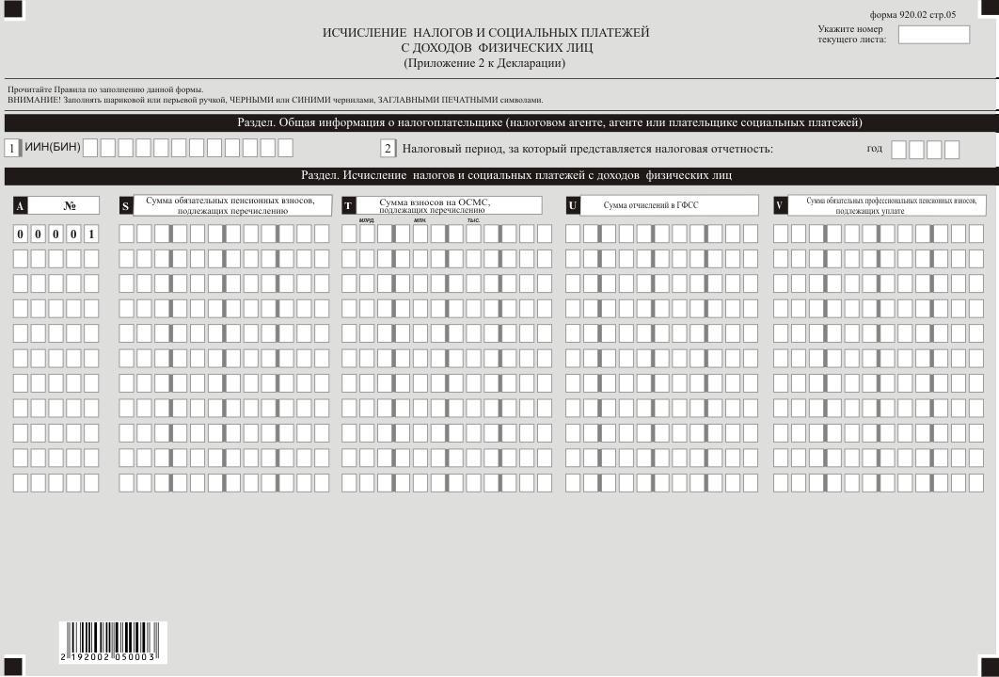 форма 920.02 стр.05
ИСЧИСЛЕНИЕ НАЛОГОВ И СОЦИАЛЬНЫХ ПЛАТЕЖЕЙ
С ДОХОДОВ ФИЗИЧЕСКИХ ЛИЦ
(Приложение 2 к Декларации)
Укажите номер
текущего листа:
Прочитайте Правила по заполнению данной формы.
ВНИМАНИЕ! Заполнять шариковой или перьевой ручкой, ЧЕРНЫМИ или СИНИМИ чернилами, ЗАГЛАВНЫМИ ПЕЧАТНЫМИ символами.
Раздел. Общая информация о налогоплательщике (налоговом агенте, агенте или плательщике социальных платежей)
1 ИИН(БИН)
2 Налоговый период, за который представляется налоговая отчетность: год
Раздел. Исчисление налогов и социальных платежей с доходов физических лиц
A №
S Сумма обязательных пенсионных взносов,
подлежащих перечислению
T Сумма взносов на ОСМС,
подлежащих перечислению
U Сумма отчислений в ГФСС
V Сумма обязательных профессиональных пенсионных взносов,
подлежащих уплате
МЛРД. МЛН. ТЫС.
0 0 0 0 1
2 192002 050003